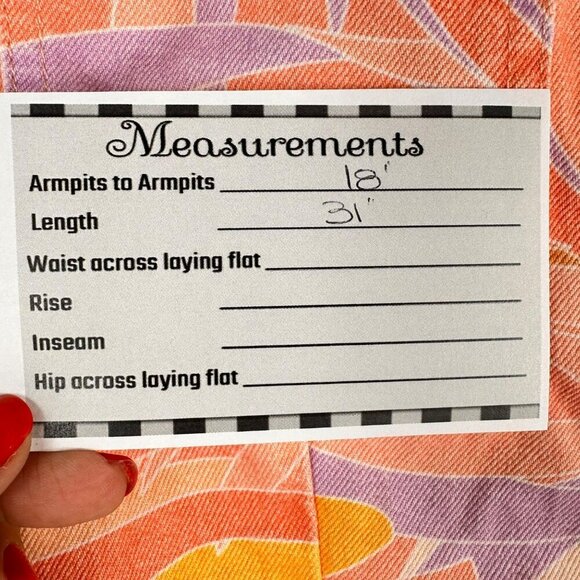 Measurements
Armpits to Armpits 18"
Length 31"
Waist across laying flat
Rise
Inseam
Hip across laying flat